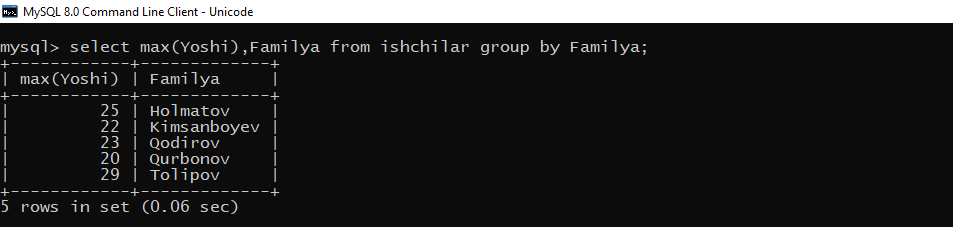 MySQL 8.0 Command Line Client - Unicode
mysql> select max(Yoshi),Familya from ishchilar group by Familya;
+------------+-------------+
| max(Yoshi) | Familya     |
+------------+-------------+
|         25 | Holmatov    |
|         22 | Kimsanboyev |
|         23 | Qodirov     |
|         20 | Qurbonov    |
|         29 | Tolipov     |
+------------+-------------+
5 rows in set (0.06 sec)